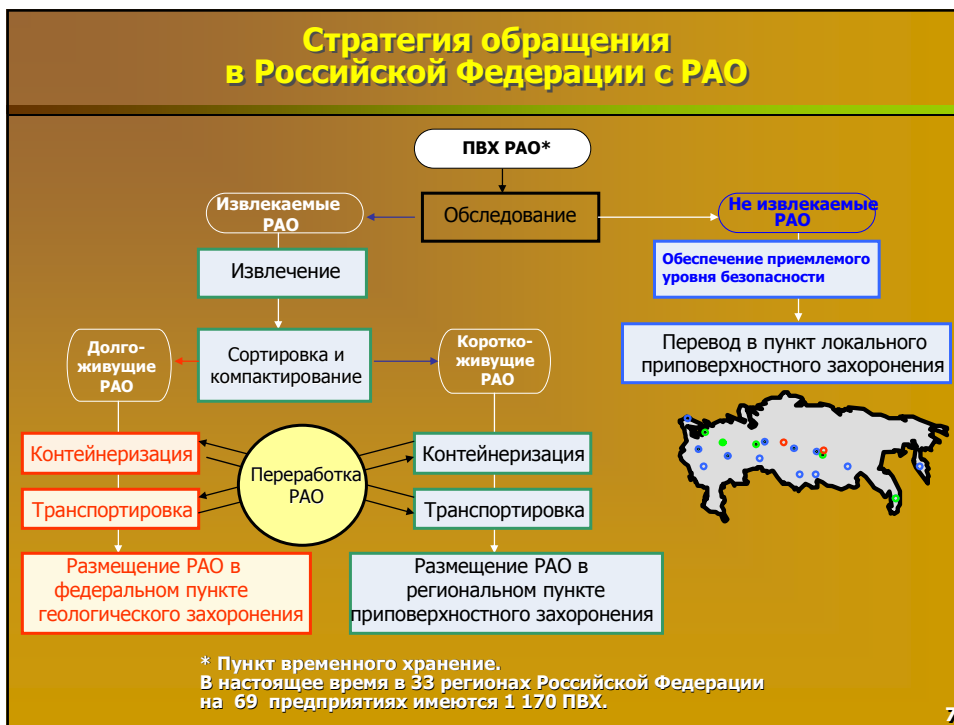 Стратегия обращения
в Российской Федерации с РАО
ПВХ РАО*
Извлекаемые
РАО
Обследование
Не извлекаемые
РАО
Извлечение
Обеспечение приемлемого
уровня безопасности
Долго-
живущие
РАО
Сортировка и
компактирование
Коротко-
живущие
РАО
Перевод в пункт локального
приповерхностного захоронения
Контейнеризация
Переработка
РАО
Контейнеризация
Транспортировка
Транспортировка
Размещение РАО в
федеральном пункте
геологического захоронения
Размещение РАО в
региональном пункте
приповерхностного захоронения
* Пункт временного хранение.
В настоящее время в 33 регионах Российской Федерации
на 69 предприятиях имеются 1 170 ПВХ.
7